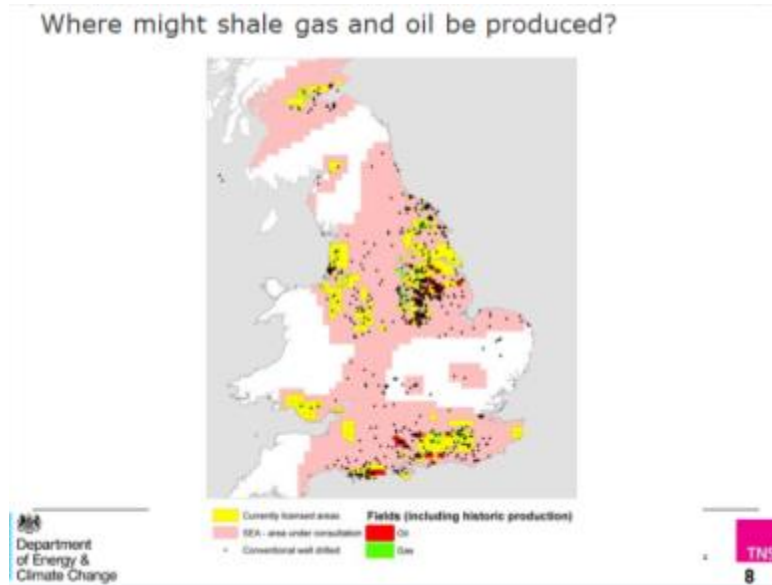 Where might shale gas and oil be produced?
Currently licensed areas
SEA - area under consultation
Conventional well drilled
Fields (including historic production)
Oil
Gas
Department
of Energy &
Climate Change
TNS
8